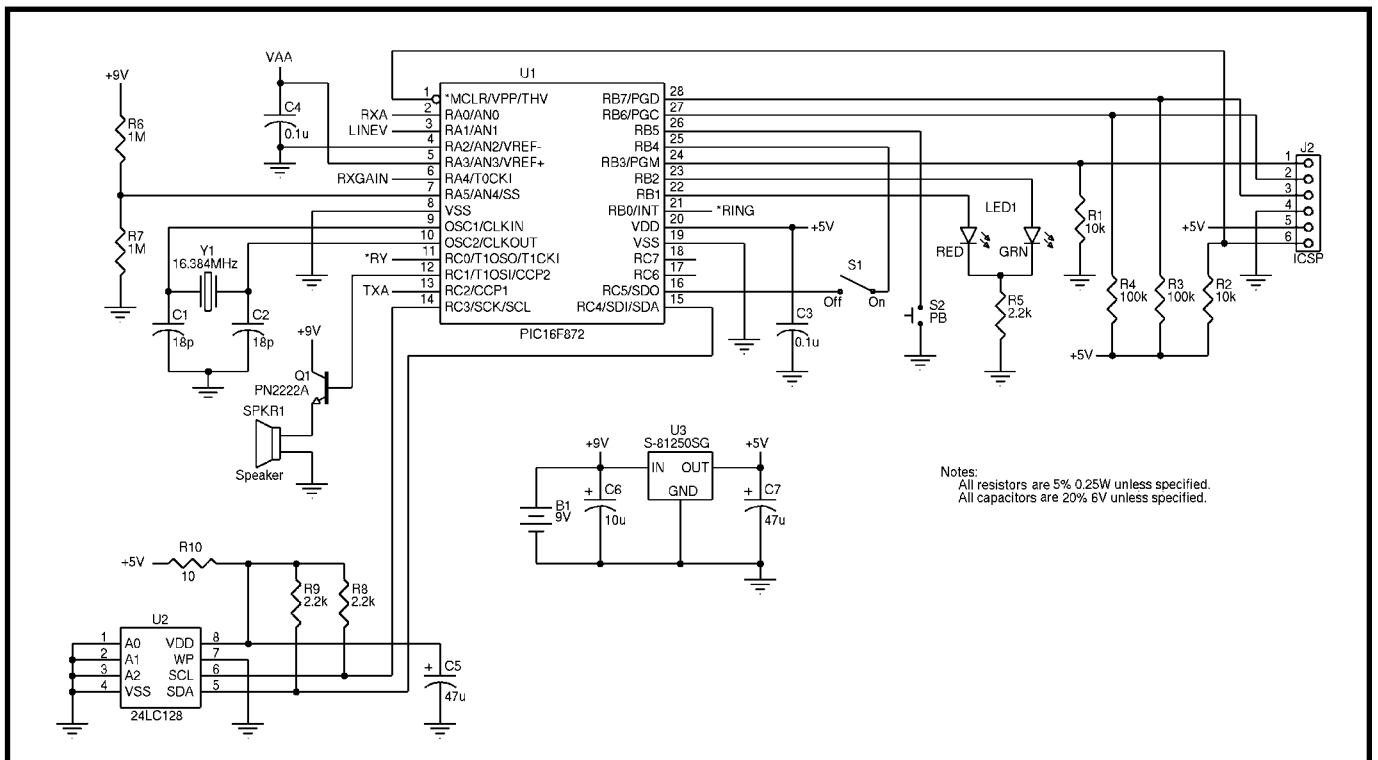 +9V
R6
1M
R7
1M
VAA
C4
0.1u
RXA
LINEV
RXGAIN
*RY
TXA
U1
1 *MCLR/VPP/THV
2 RA0/AN0
3 RA1/AN1
4 RA2/AN2/VREF-
5 RA3/AN3/VREF+
6 RA4/T0CKI
7 RA5/AN4/SS
8 VSS
9 OSC1/CLKIN
10 OSC2/CLKOUT
11 RC0/T1OSO/T1CKI
12 RC1/T1OSI/CCP2
13 RC2/CCP1
14 RC3/SCK/SCL
RB7/PGD 28
RB6/PGC 27
RB5 26
RB4 25
RB3/PGM 24
RB2 23
RB1 22
RB0/INT 21
VDD 20
VSS 19
RC7 18
RC6 17
RC5/SDO 16
RC4/SDI/SDA 15
PIC16F872
*RING
+5V
Y1
16.384MHz
C1
18p
C2
18p
+9V
Q1
PN2222A
SPKR1
Speaker
C3
0.1u
S1
Off On
S2
PB
LED1
RED GRN
R5
2.2k
R1
10k
R4
100k
R3
100k
R2
10k
+5V
+5V
J2
1
2
3
4
5
6
ICSP
U3
S-81250SG
IN OUT
GND
+9V
+5V
B1
9V
+ C6
10u
+ C7
47u
Notes:
All resistors are 5% 0.25W unless specified.
All capacitors are 20% 6V unless specified.
+5V
R10
10
R9
2.2k
R8
2.2k
U2
1 A0 VDD 8
2 A1 WP 7
3 A2 SCL 6
4 VSS SDA 5
24LC128
+ C5
47u